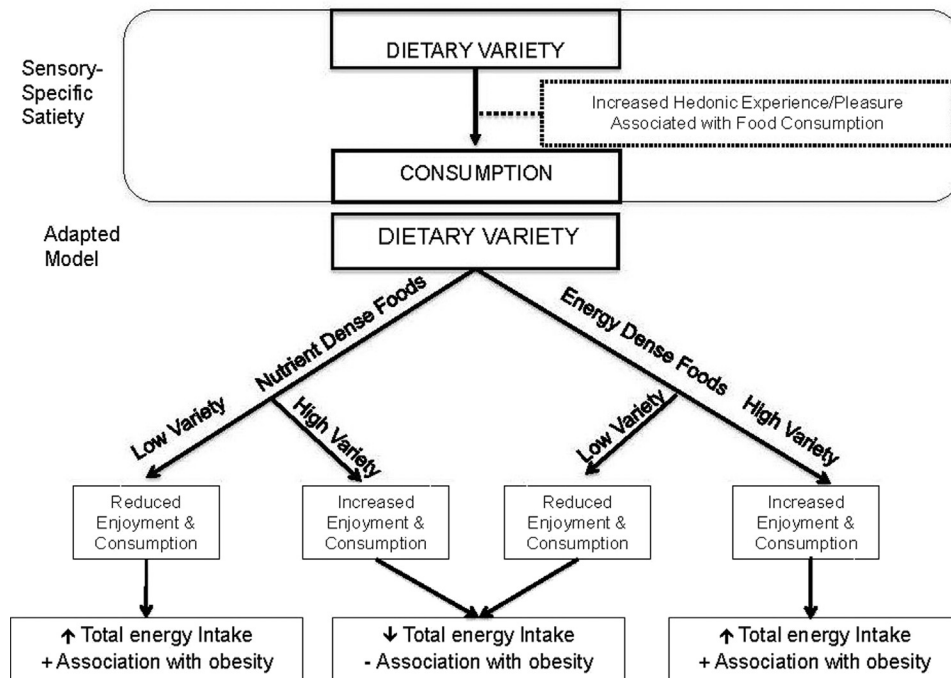 Sensory-
Specific
Satiety
DIETARY VARIETY
Increased Hedonic Experience/Pleasure
Associated with Food Consumption
CONSUMPTION
Adapted
Model
DIETARY VARIETY
Nutrient Dense Foods
Energy Dense Foods
Low Variety
High Variety
Low Variety
High Variety
Reduced
Enjoyment &
Consumption
Increased
Enjoyment &
Consumption
Reduced
Enjoyment &
Consumption
Increased
Enjoyment &
Consumption
↑ Total energy Intake
+ Association with obesity
↓ Total energy Intake
- Association with obesity
↑ Total energy Intake
+ Association with obesity